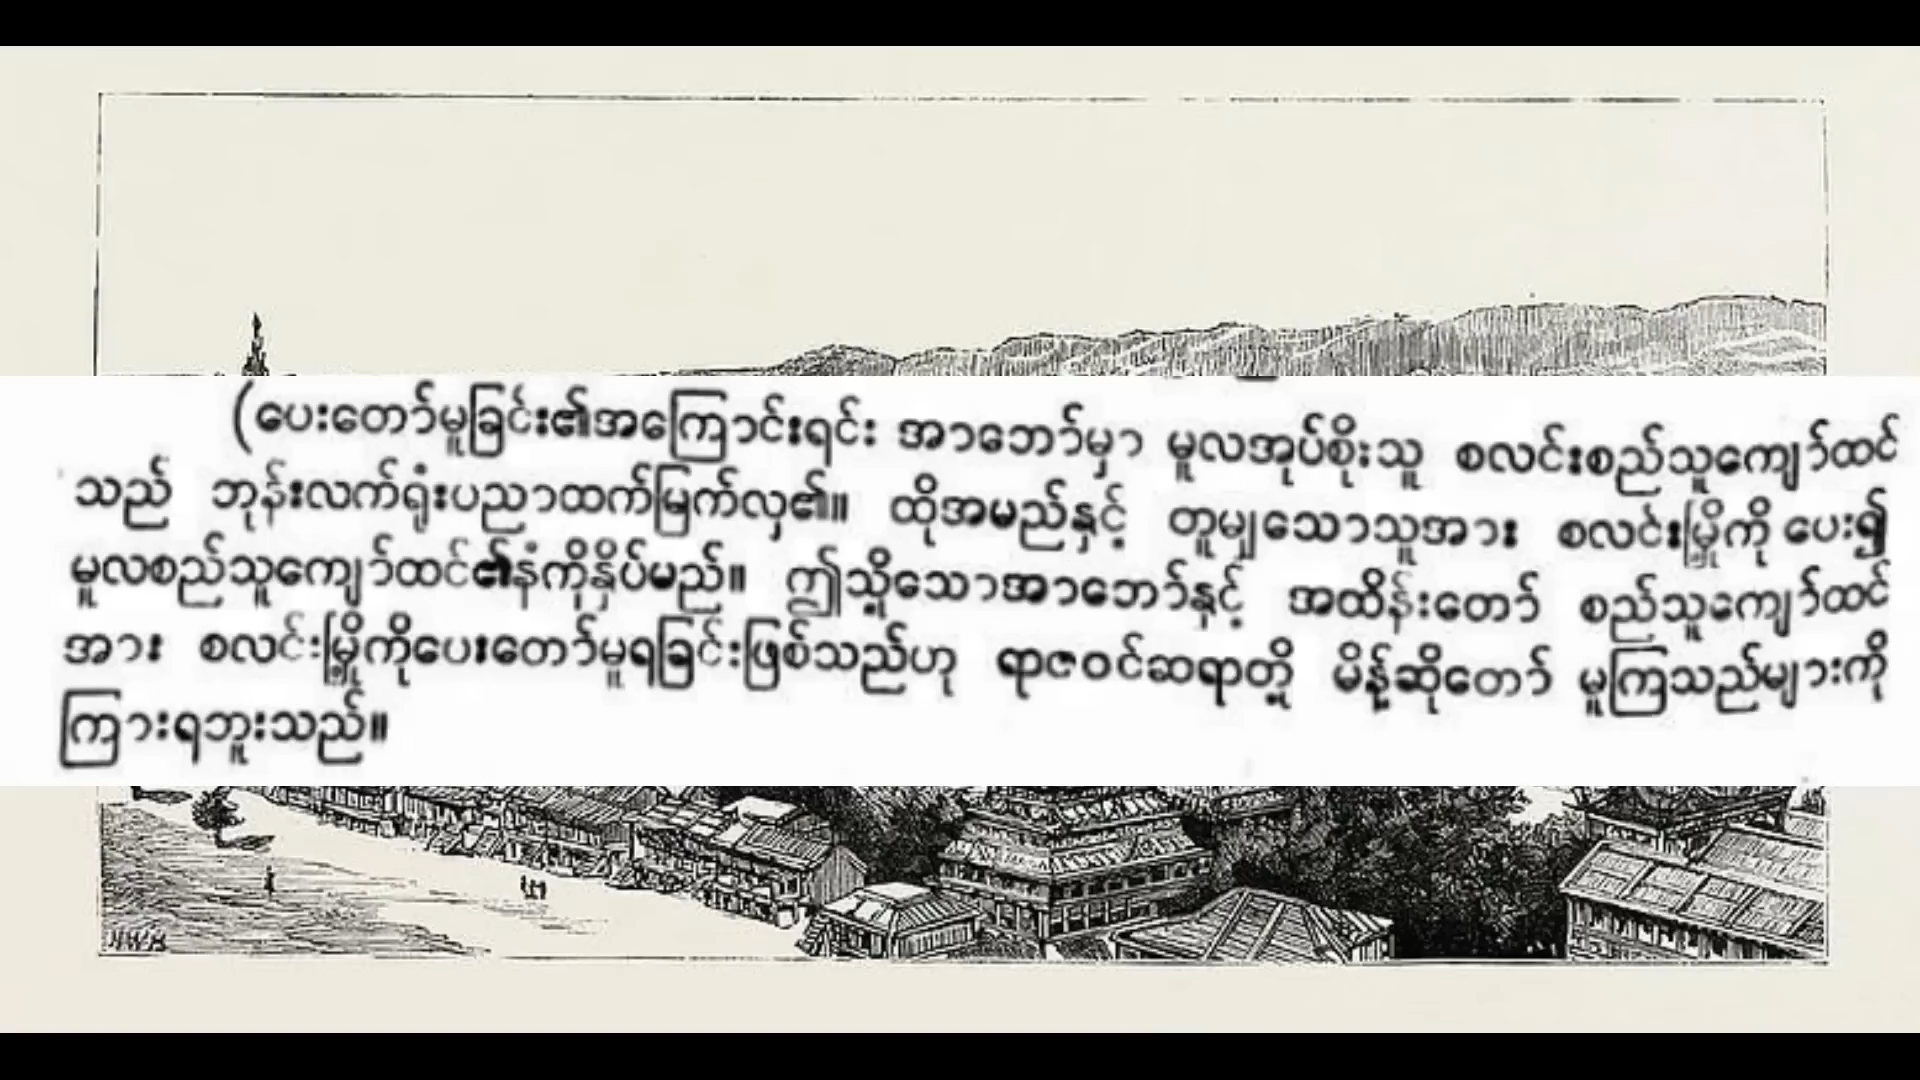 (ပေးတော်မူခြင်း၏အကြောင်းရင်း အာဘော်မှာ မူလအုပ်စိုးသူ စလင်းစည်သူကျော်ထင်
သည် ဘုန်းလက်ရုံးပညာထက်မြက်လှ၏။ ထိုအမည်နှင့် တူမျှသောသူအား စလင်းမြို့ကို ပေး၍
မူလစည်သူကျော်ထင်၏နံကိုနှိပ်မည်။ ဤသို့သောအာဘော်နှင့် အထိန်းတော် စည်သူကျော်ထင်
အား စလင်းမြို့ကိုပေးတော်မူရခြင်းဖြစ်သည်ဟု ရာဇဝင်ဆရာတို့ မိန့်ဆိုတော် မူကြသည်များကို
ကြားရဘူးသည်။
HWB